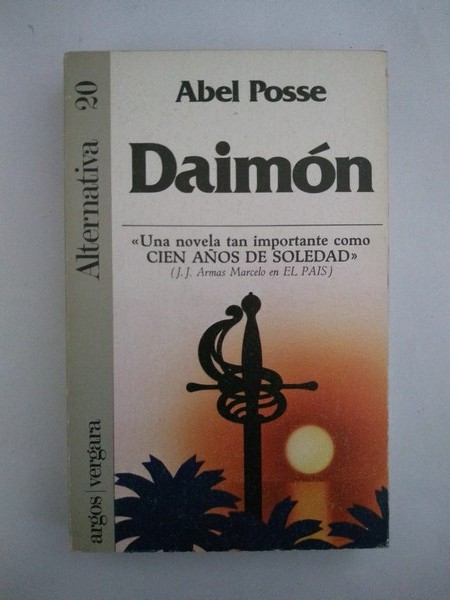 Abel Posse
Daimón
«Una novela tan importante como
CIEN AÑOS DE SOLEDAD»
(J.J. Armas Marcelo en EL PAIS)
Alternativa 20
argos|vergara